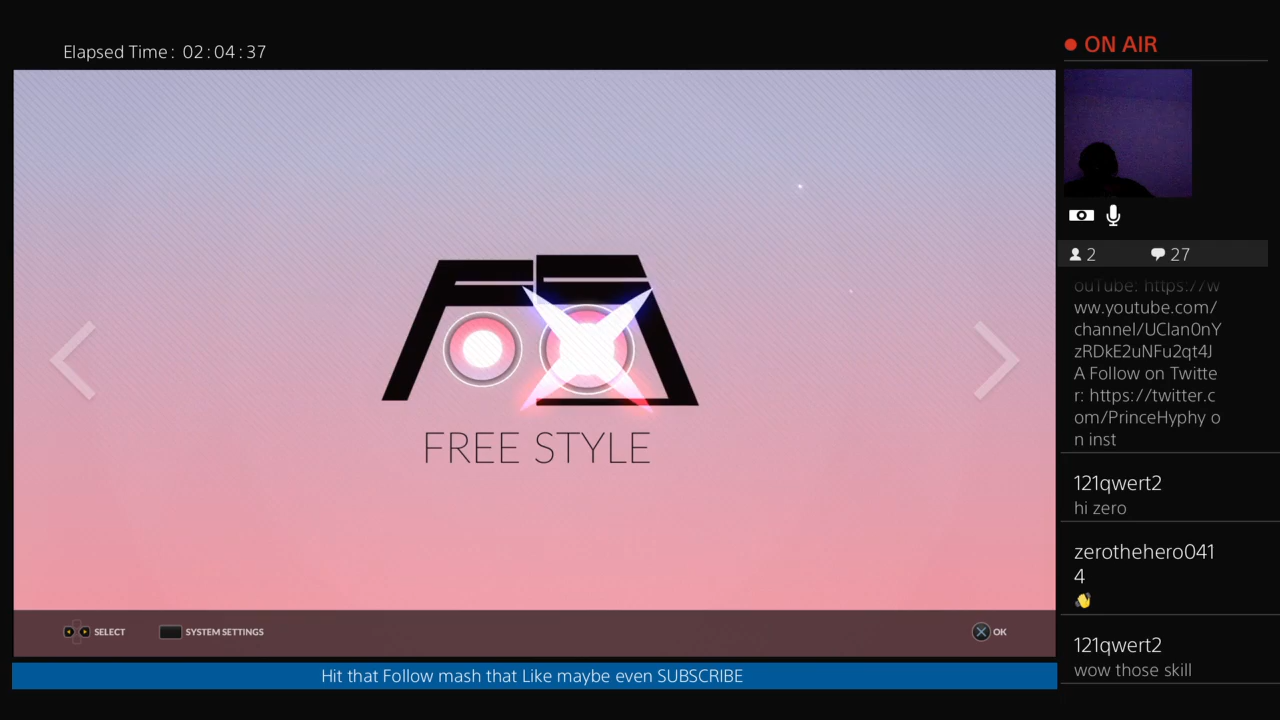 Elapsed Time: 02:04:37
ON AIR
2 27
FREE STYLE
SELECT SYSTEM SETTINGS OK
Hit that Follow mash that Like maybe even SUBSCRIBE
ouTube: https://w
ww.youtube.com/
channel/UClan0nY
zRDkE2uNFu2qt4J
A Follow on Twitte
r: https://twitter.c
om/PrinceHyphy o
n inst
121qwert2
hi zero
zerothehero041
4
👋
121qwert2
wow those skill